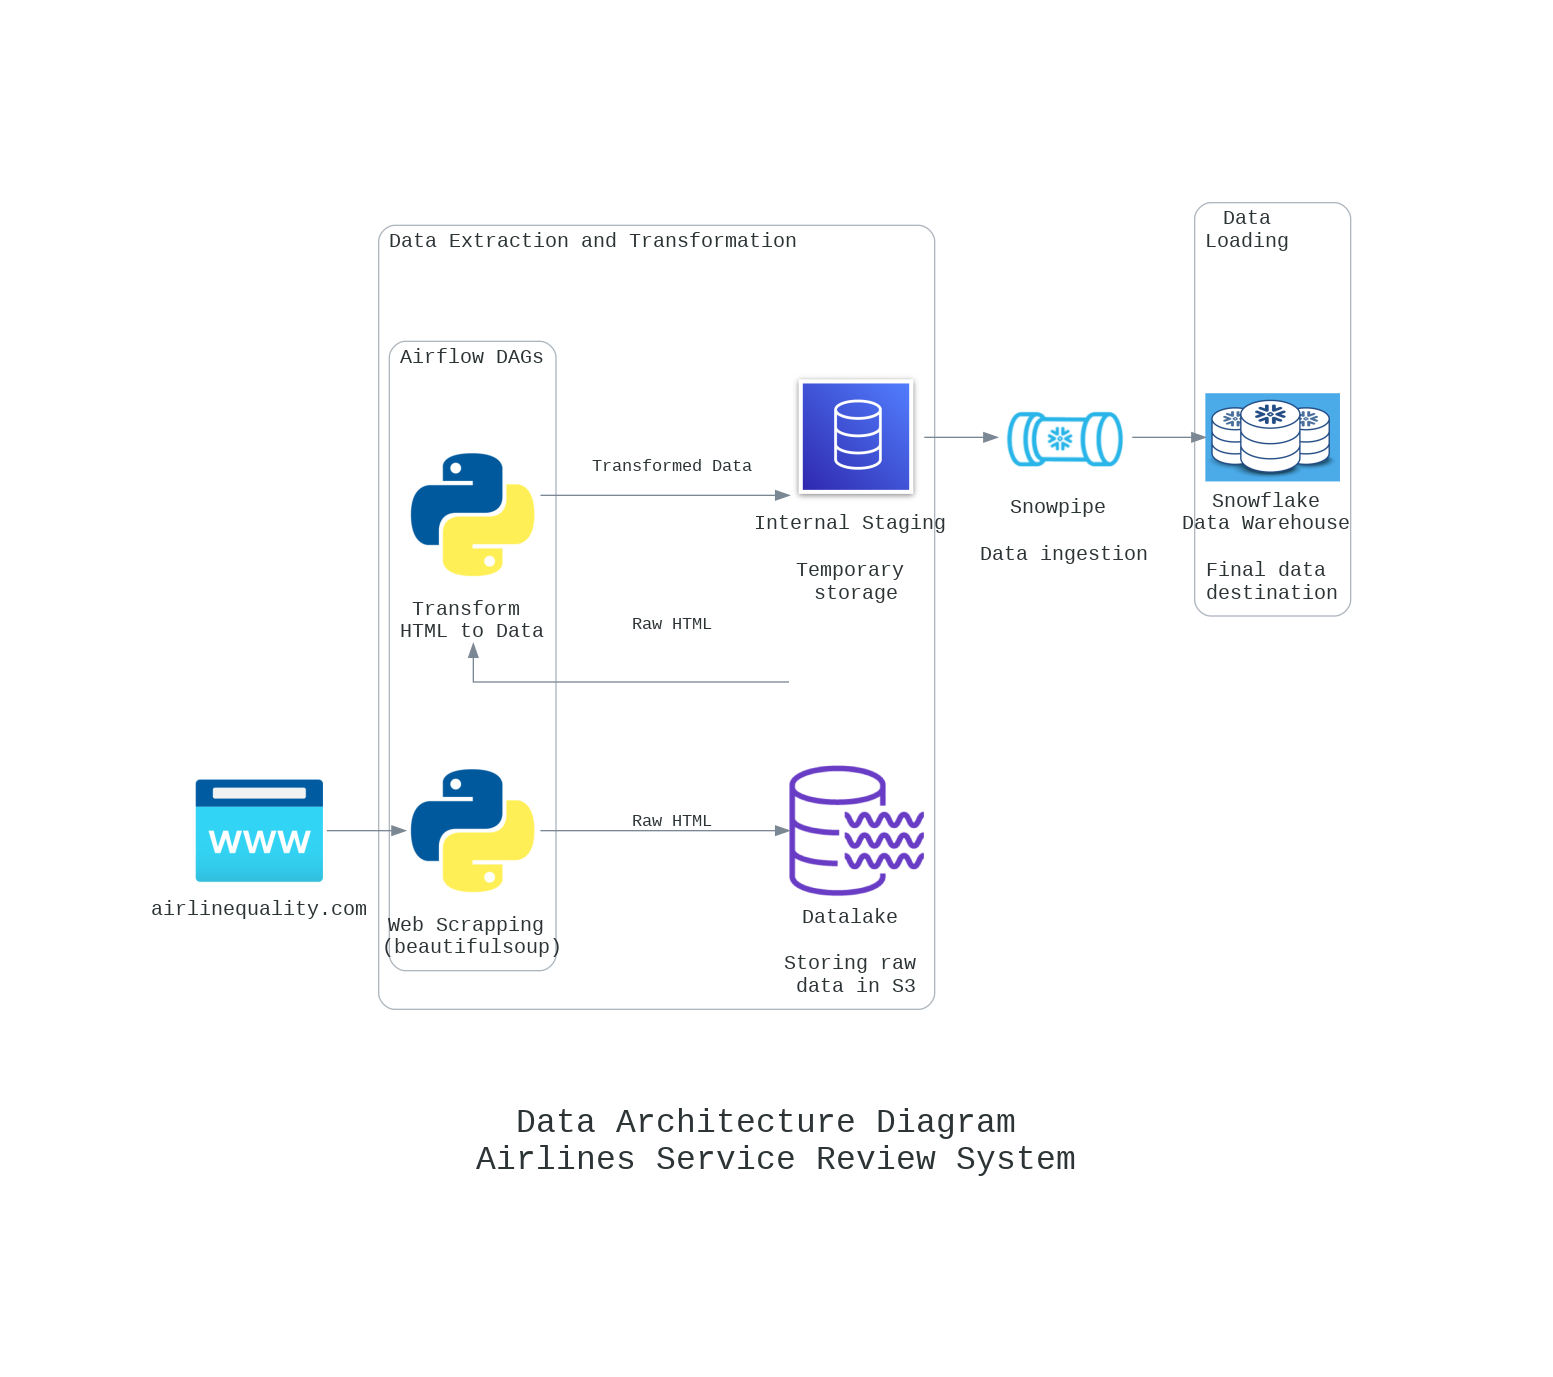 Data
Loading
Data Extraction and Transformation
Airflow DAGs
Transformed Data
Internal Staging
Temporary
storage
Snowpipe
Data ingestion
Snowflake
Data Warehouse
Final data
destination
Transform
HTML to Data
Raw HTML
www
airlinequality.com
Raw HTML
Web Scrapping
(beautifulsoup)
Datalake
Storing raw
data in S3
Data Architecture Diagram
Airlines Service Review System